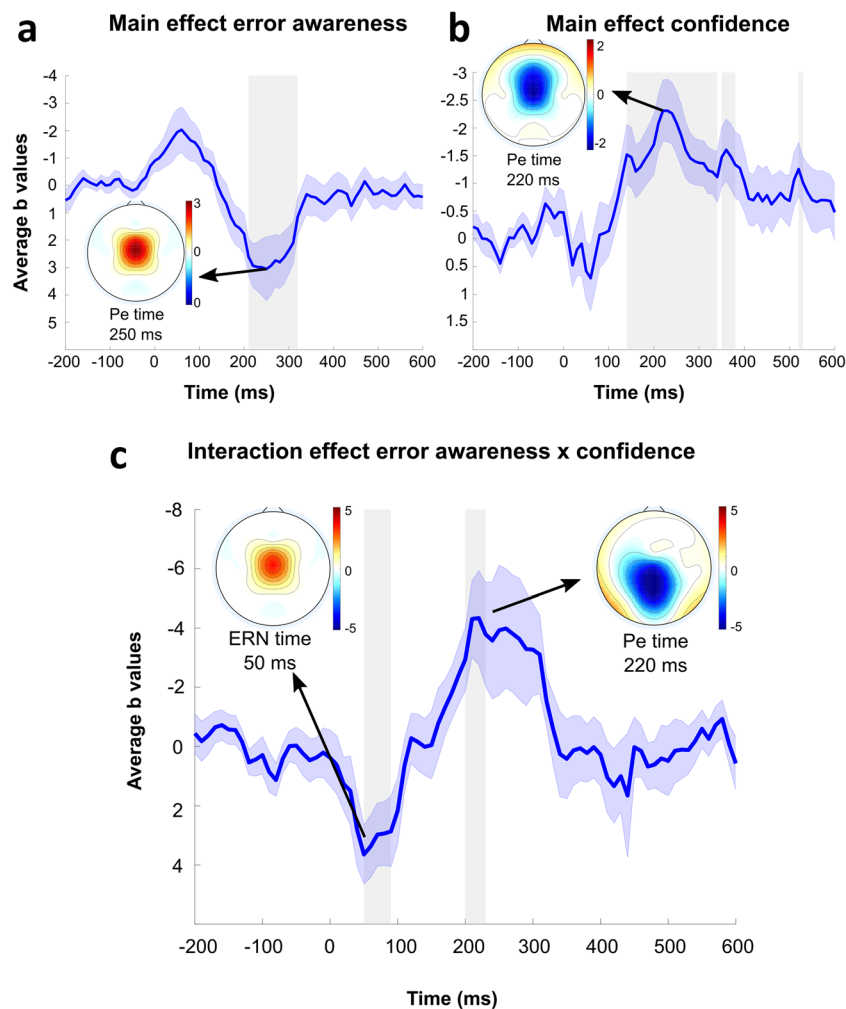 a
Main effect error awareness
-4
-3
-2
-1
0
1
2
3
4
5
6
Average b values
3
0
0
Pe time
250 ms
-200 -100 0 100 200 300 400 500 600
Time (ms)
b
Main effect confidence
2
0
-2
Pe time
220 ms
-3
-2.5
-2
-1.5
-1
-0.5
0
0.5
1
1.5
-200 -100 0 100 200 300 400 500 600
Time (ms)
c
Interaction effect error awareness x confidence
-8
-6
-4
-2
0
2
4
Average b values
5
0
-5
ERN time
50 ms
5
0
-5
Pe time
220 ms
-200 -100 0 100 200 300 400 500 600
Time (ms)